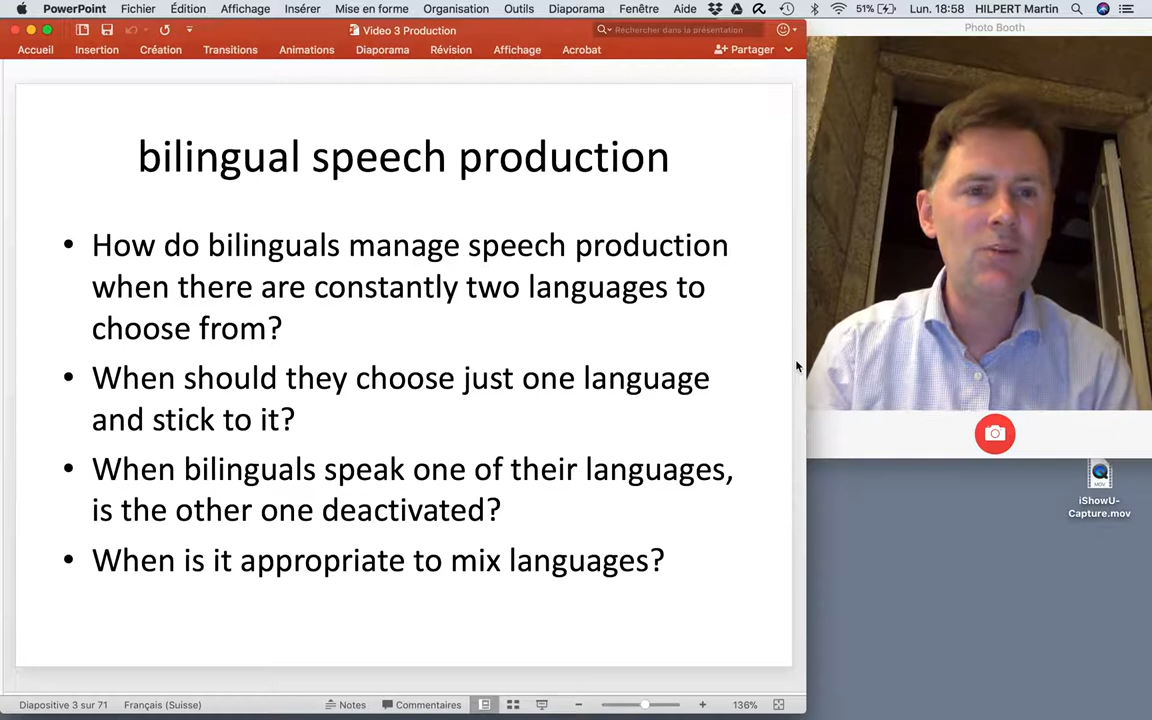 PowerPoint Fichier Édition Affichage Insérer Mise en forme Organisation Outils Diaporama Fenêtre Aide 51% Lun. 18:58 HILPERT Martin
Video 3 Production
Rechercher dans la présentation
Accueil Insertion Création Transitions Animations Diaporama Révision Affichage Acrobat Partager
Photo Booth
bilingual speech production
• How do bilinguals manage speech production
when there are constantly two languages to
choose from?
• When should they choose just one language
and stick to it?
• When bilinguals speak one of their languages,
is the other one deactivated?
• When is it appropriate to mix languages?
MOV
iShowU-
Capture.mov
Diapositive 3 sur 71 Français (Suisse) Notes Commentaires 136%